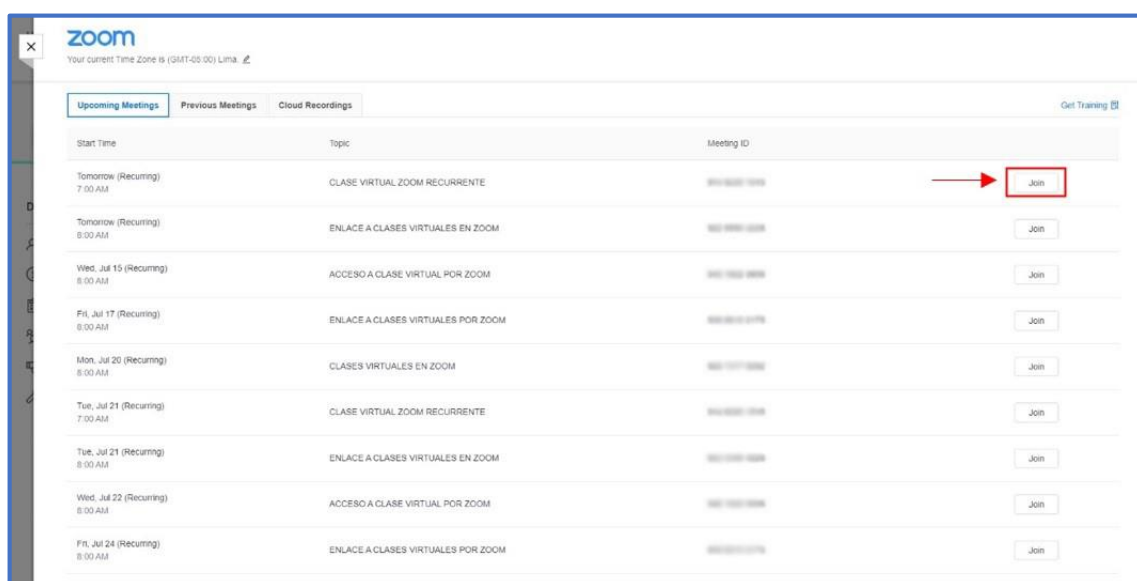 zoom
Your current Time Zone is (GMT-05:00) Lima.
Upcoming Meetings Previous Meetings Cloud Recordings Get Training
Start Time Topic Meeting ID
Tomorrow (Recurring)
7:00 AM
CLASE VIRTUAL ZOOM RECURRENTE Join
Tomorrow (Recurring)
8:00 AM
ENLACE A CLASES VIRTUALES EN ZOOM Join
Wed, Jul 15 (Recurring)
8:00 AM
ACCESO A CLASE VIRTUAL POR ZOOM Join
Fri, Jul 17 (Recurring)
8:00 AM
ENLACE A CLASES VIRTUALES POR ZOOM Join
Mon, Jul 20 (Recurring)
8:00 AM
CLASES VIRTUALES EN ZOOM Join
Tue, Jul 21 (Recurring)
7:00 AM
CLASE VIRTUAL ZOOM RECURRENTE Join
Tue, Jul 21 (Recurring)
8:00 AM
ENLACE A CLASES VIRTUALES EN ZOOM Join
Wed, Jul 22 (Recurring)
8:00 AM
ACCESO A CLASE VIRTUAL POR ZOOM Join
Fri, Jul 24 (Recurring)
8:00 AM
ENLACE A CLASES VIRTUALES POR ZOOM Join